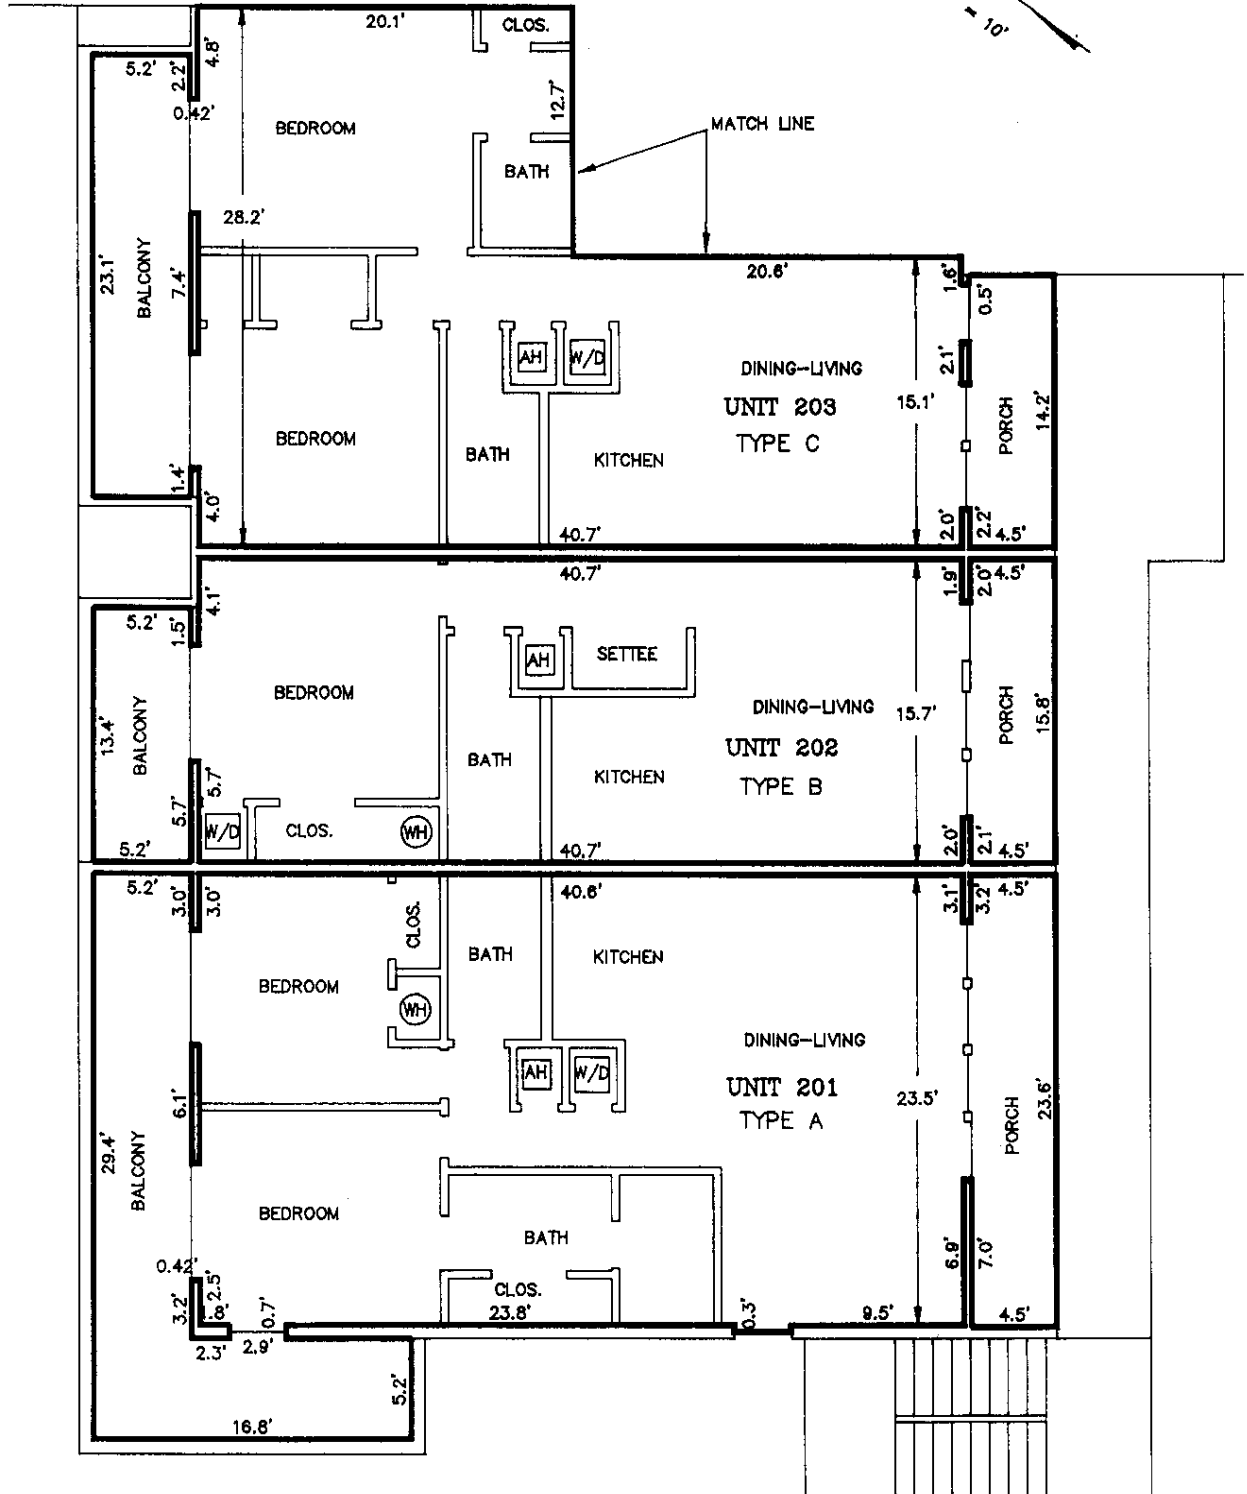 20.1'
CLOS.
10'
5.2'
2.2'
4.8'
0.42'
12.7'
BEDROOM
MATCH LINE
BATH
28.2'
23.1'
BALCONY
7.4'
20.6'
1.6'
0.5'
AH
W/D
2.1'
DINING-LIVING
UNIT 203
TYPE C
15.1'
PORCH
14.2'
BEDROOM
BATH
KITCHEN
1.4'
4.0'
40.7'
2.0'
2.2'
4.5'
40.7'
4.1'
1.9'
2.0'
4.5'
5.2'
1.5'
AH
SETTEE
BEDROOM
13.4'
BALCONY
DINING-LIVING
UNIT 202
TYPE B
15.7'
PORCH
15.8'
BATH
KITCHEN
5.7'
5.7'
W/D
CLOS.
WH
5.2'
40.7'
2.0'
2.1'
4.5'
5.2'
3.0'
3.0'
40.6'
3.1'
3.2'
4.5'
CLOS.
BATH
KITCHEN
BEDROOM
WH
DINING-LIVING
AH
W/D
UNIT 201
TYPE A
6.1'
23.5'
23.6'
PORCH
29.4'
BALCONY
BEDROOM
BATH
0.42'
2.5'
3.2'
1.8'
0.7'
CLOS.
23.8'
0.3'
9.5'
6.9'
7.0'
4.5'
2.3'
2.9'
5.2'
16.8'